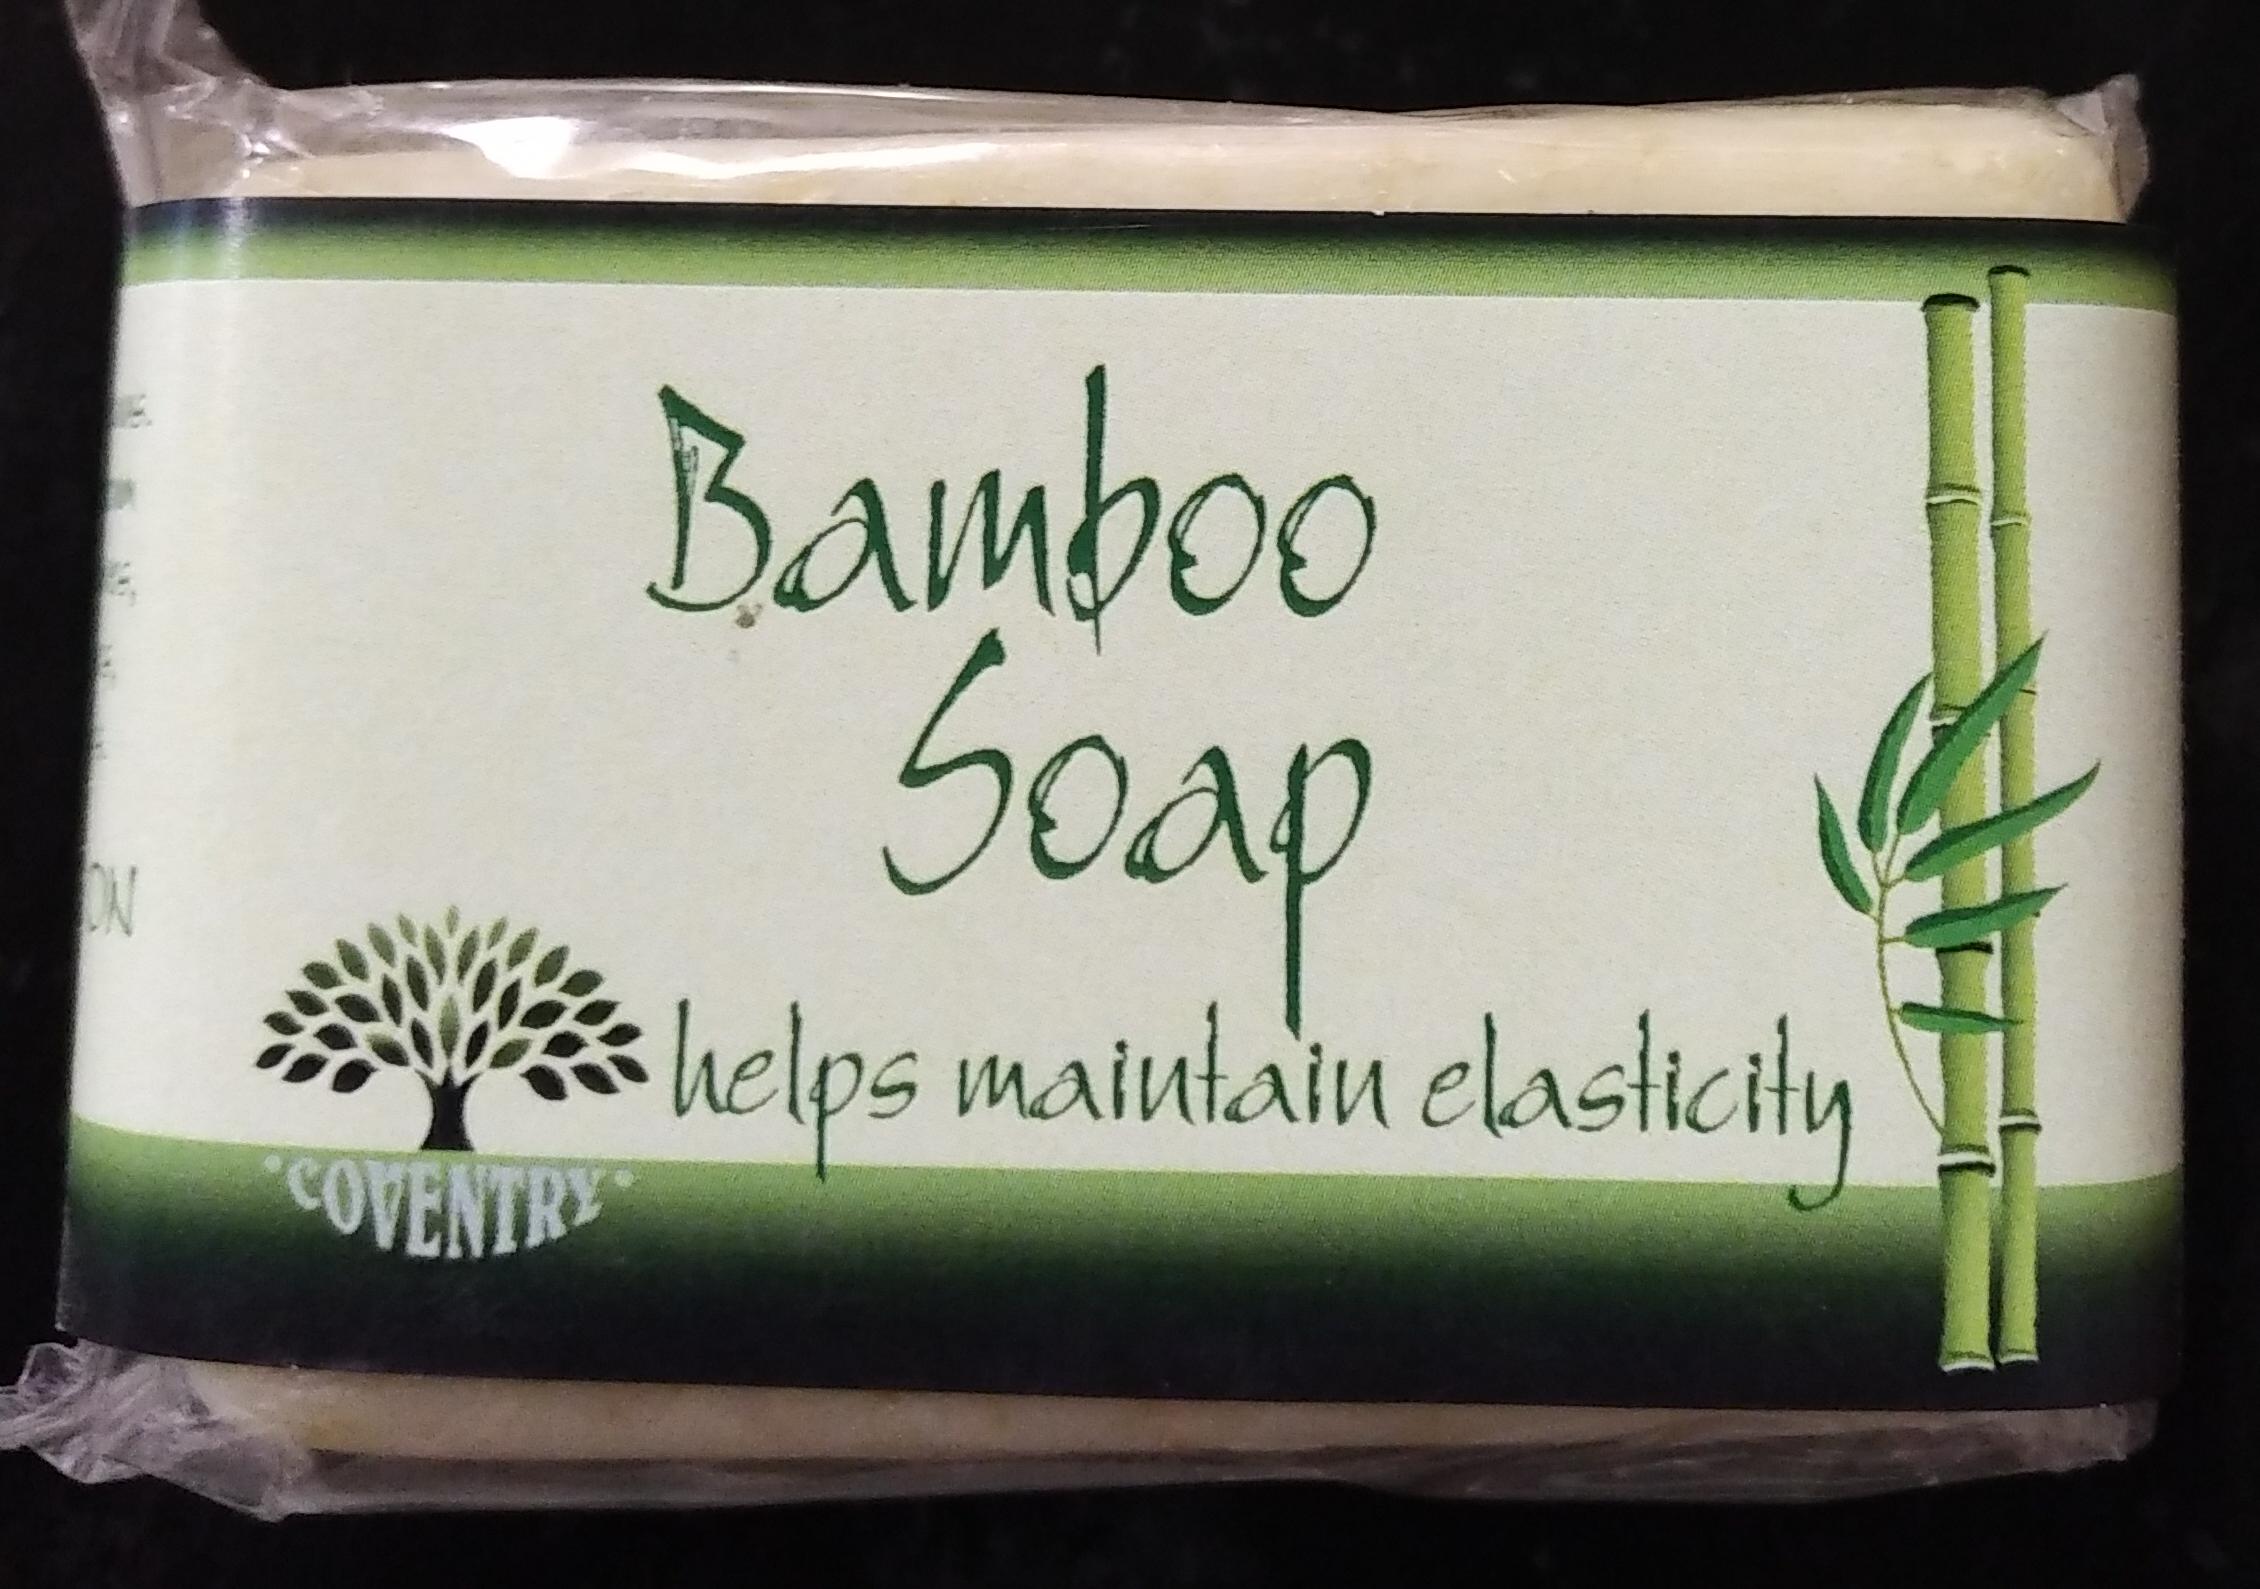 Bamboo
Soap
helps maintain elasticity
COVENTRY